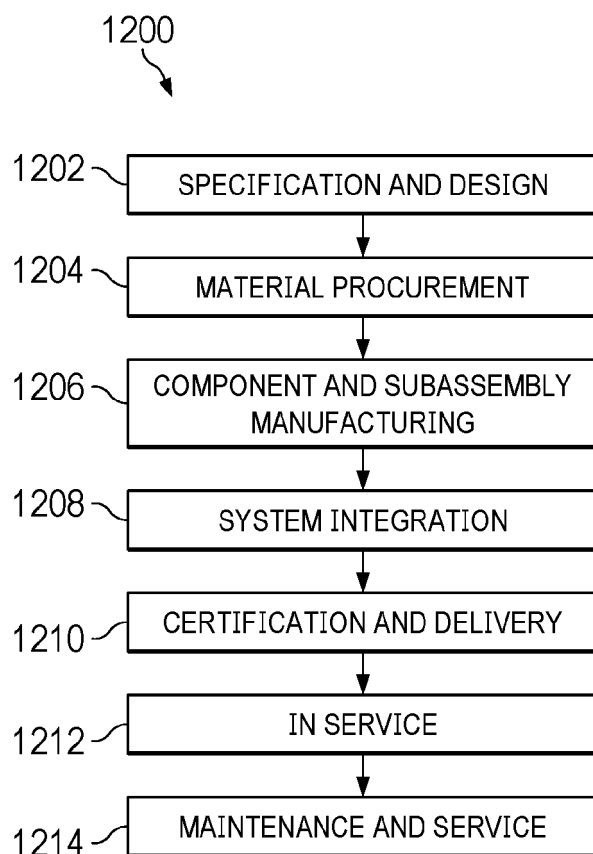 1200
1202 SPECIFICATION AND DESIGN
1204 MATERIAL PROCUREMENT
1206 COMPONENT AND SUBASSEMBLY
MANUFACTURING
1208 SYSTEM INTEGRATION
1210 CERTIFICATION AND DELIVERY
1212 IN SERVICE
1214 MAINTENANCE AND SERVICE